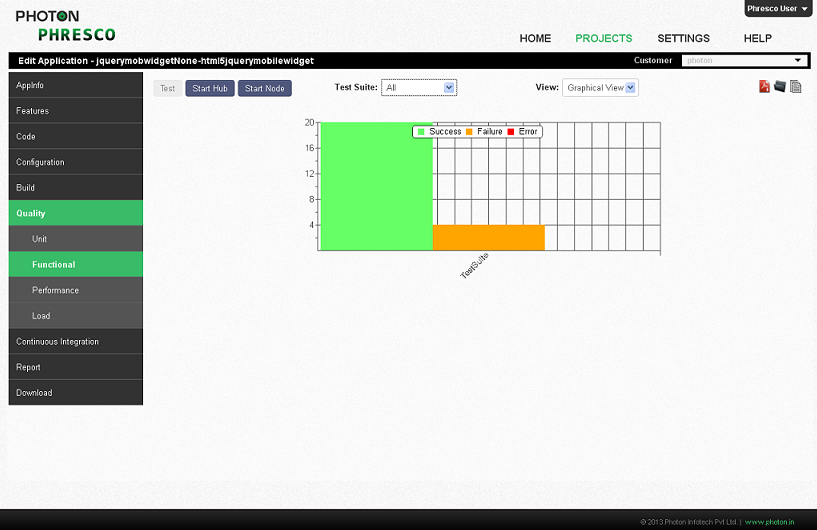 Phresco User
PHOTON
PHRESCO
HOME PROJECTS SETTINGS HELP
Edit Application - jquerymobwidgetNone-html5jquerymobilewidget
Customer photon
AppInfo
Features
Code
Configuration
Build
Quality
Unit
Functional
Performance
Load
Continuous Integration
Report
Download
Test Start Hub Start Node Test Suite: All View: Graphical View
Success Failure Error
20
16
12
8
4
TestSuite
© 2013.Photon Infotech Pvt Ltd. | www.photon.in